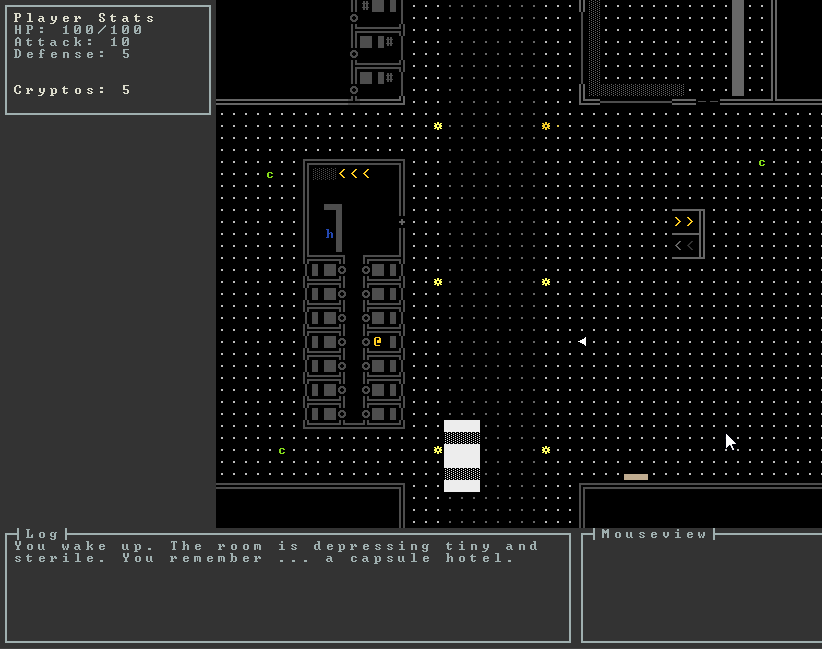 Player Stats
HP: 100/100
Attack: 10
Defense: 5
Cryptos: 5
#
#
#
c
<<<
c
>>
<<
h
@
c
Log
You wake up. The room is depressing tiny and
sterile. You remember ... a capsule hotel.
Mouseview